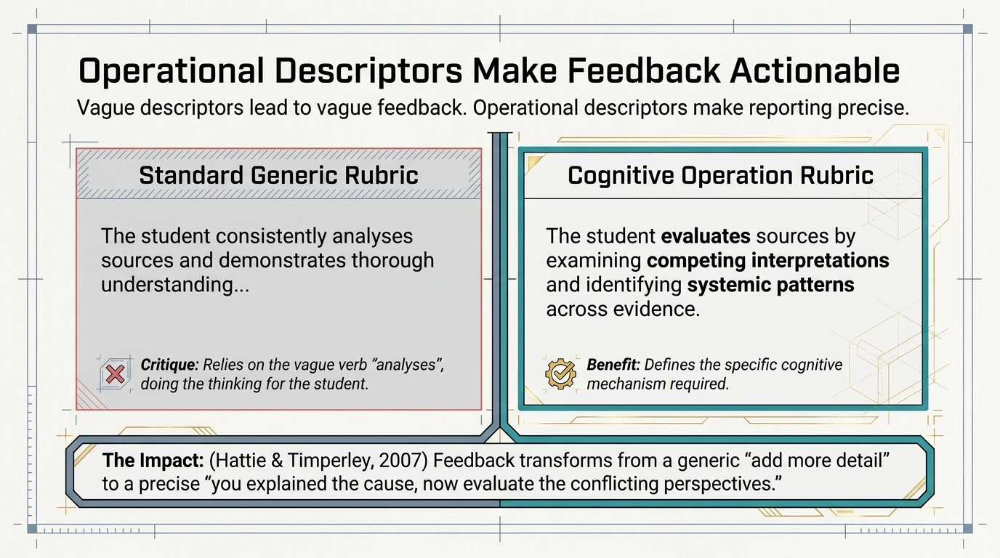 Operational Descriptors Make Feedback Actionable
Vague descriptors lead to vague feedback. Operational descriptors make reporting precise.
Standard Generic Rubric
The student consistently analyses
sources and demonstrates thorough
understanding...
Critique: Relies on the vague verb “analyses”,
doing the thinking for the student.
Cognitive Operation Rubric
The student evaluates sources by
examining competing interpretations
and identifying systemic patterns
across evidence.
Benefit: Defines the specific cognitive
mechanism required.
The Impact: (Hattie & Timperley, 2007) Feedback transforms from a generic “add more detail”
to a precise “you explained the cause, now evaluate the conflicting perspectives.”